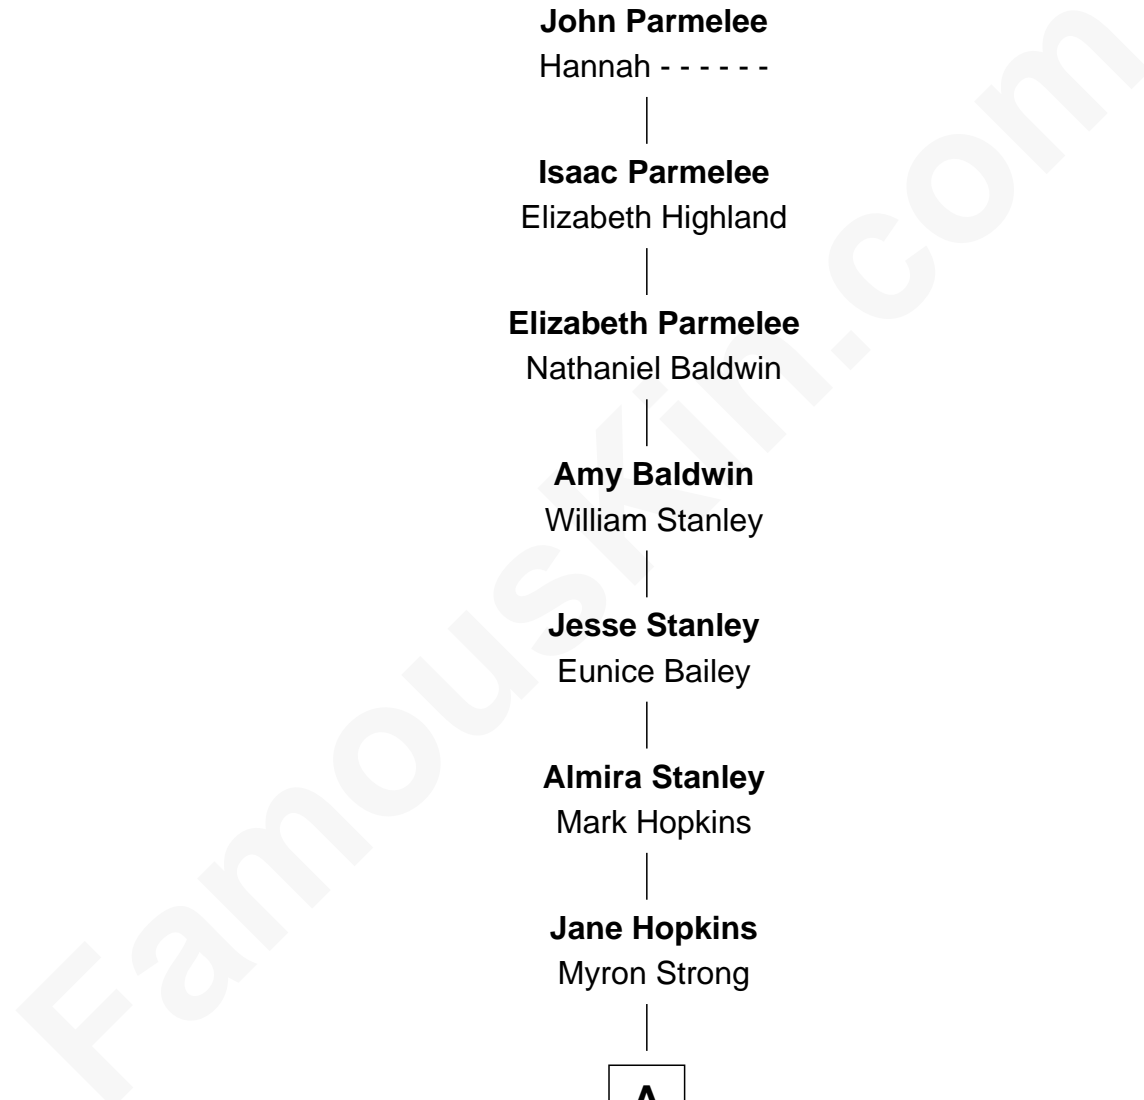 John Parmelee
Hannah - - - - - -
Isaac Parmelee
Elizabeth Highland
Elizabeth Parmelee
Nathaniel Baldwin
Amy Baldwin
William Stanley
Jesse Stanley
Eunice Bailey
Almira Stanley
Mark Hopkins
Jane Hopkins
Myron Strong
A
FamousKin.com